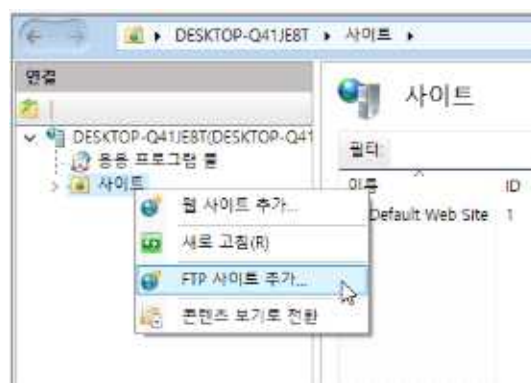 DESKTOP-Q41JE8T ▸ 사이트 ▸
연결
DESKTOP-Q41JE8T(DESKTOP-Q41
응용 프로그램 풀
사이트
웹 사이트 추가...
새로 고침(R)
FTP 사이트 추가...
콘텐츠 보기로 전환
사이트
필터:
이름 ID
Default Web Site 1